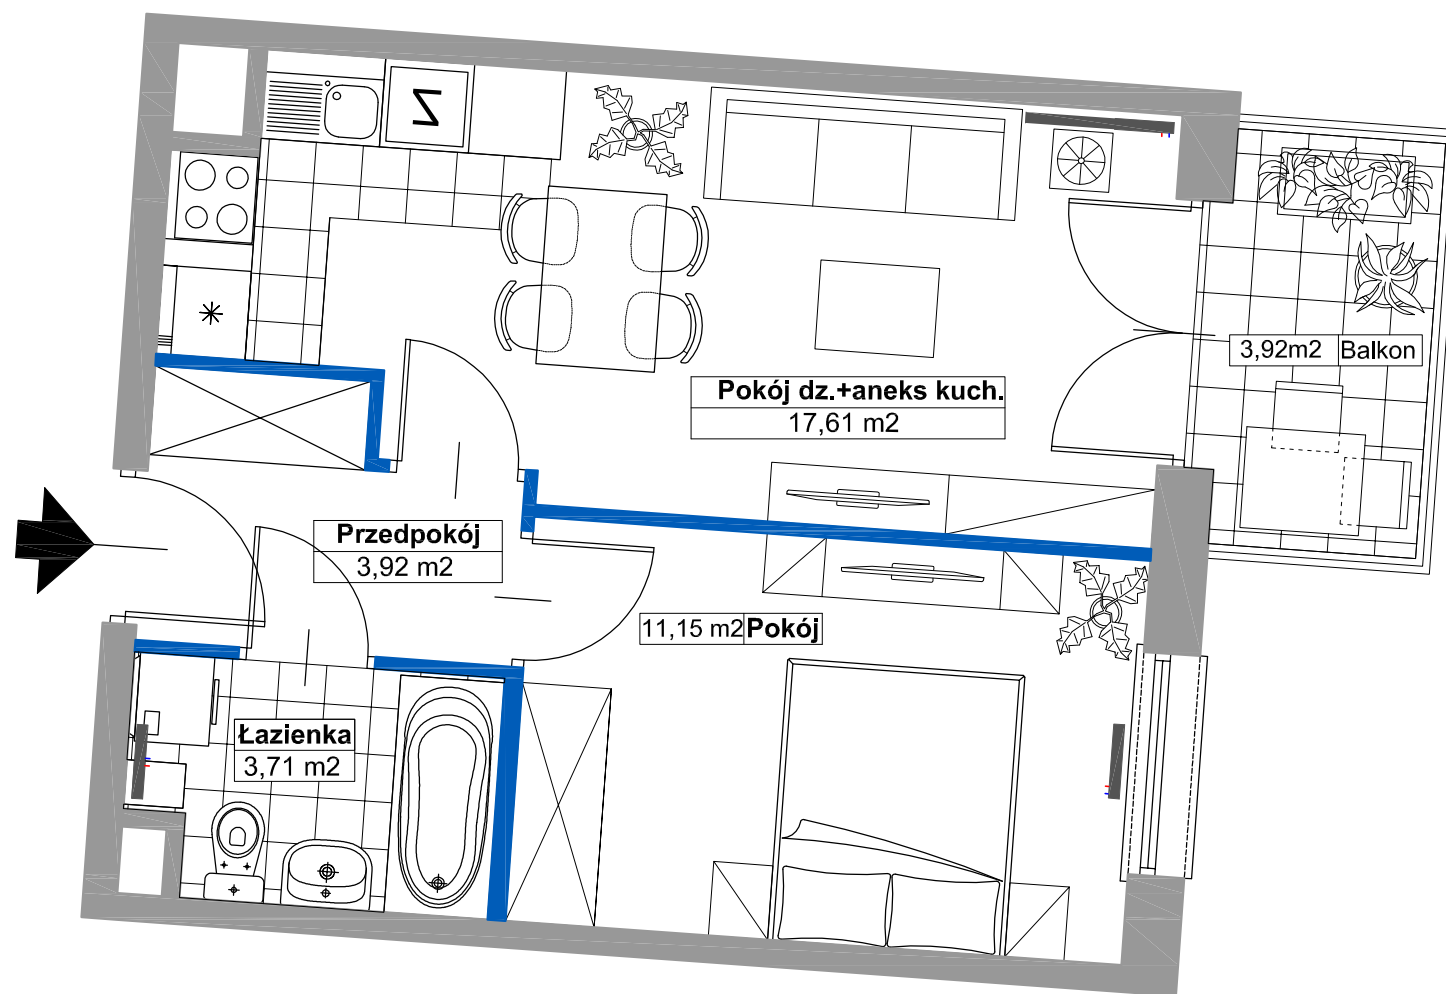 Z
3,92m2 Balkon
Pokój dz.+aneks kuch.
17,61 m2
Przedpokój
3,92 m2
11,15 m2 Pokój
Łazienka
3,71 m2